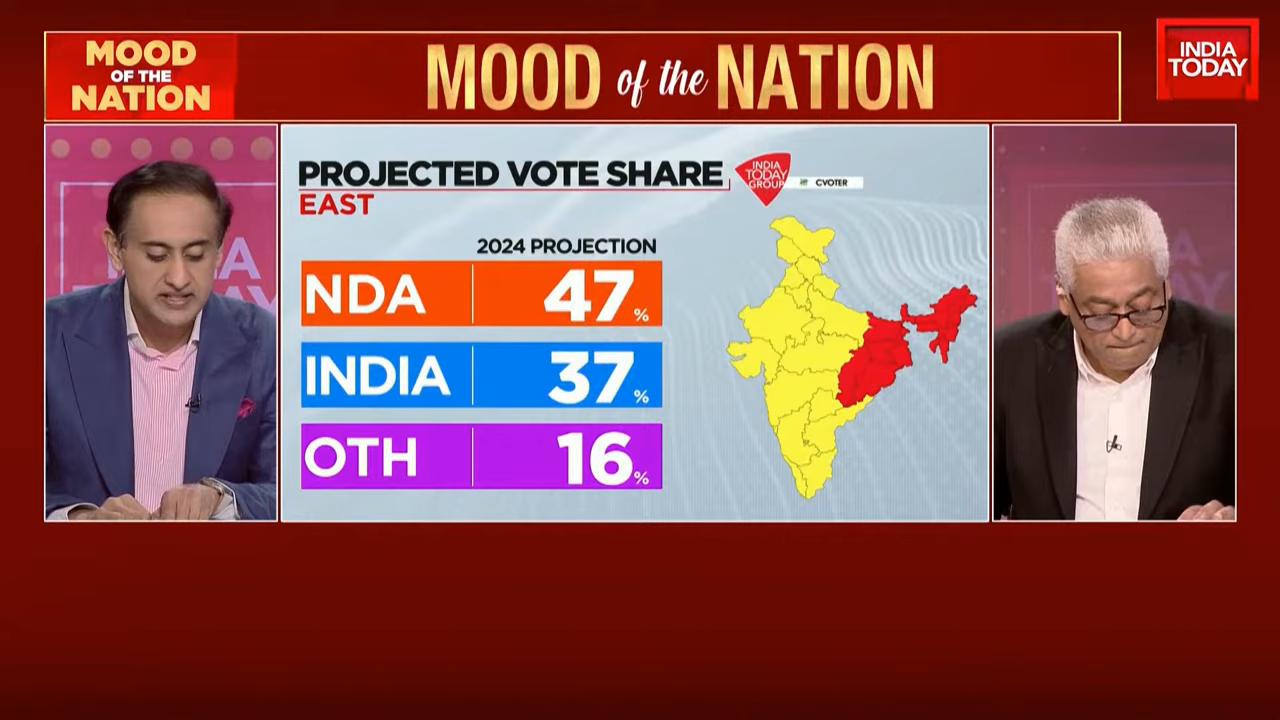 MOOD
OF THE
NATION
MOOD of the NATION
INDIA
TODAY
PROJECTED VOTE SHARE
EAST
INDIA
TODAY
GROUP
CVOTER
2024 PROJECTION
NDA 47%
INDIA 37%
OTH 16%